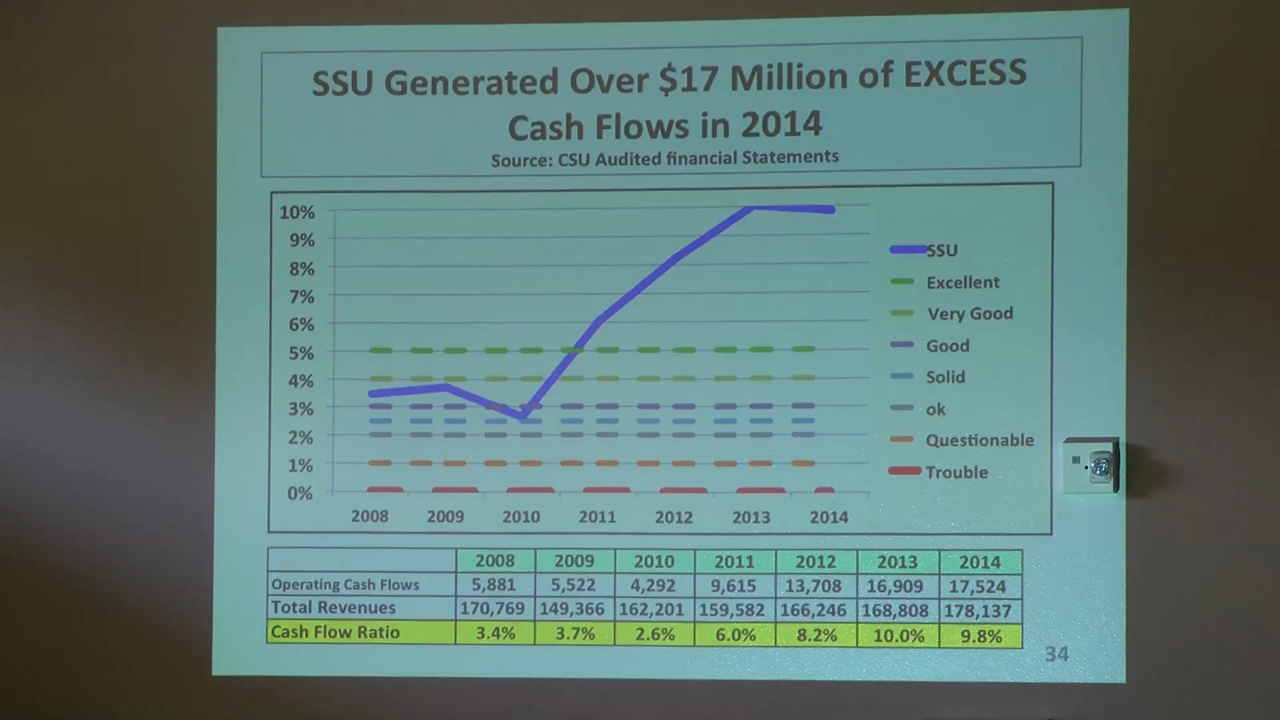 SSU Generated Over $17 Million of EXCESS
Cash Flows in 2014
Source: CSU Audited financial Statements
10%
9%
8%
7%
6%
5%
4%
3%
2%
1%
0%
2008 2009 2010 2011 2012 2013 2014
SSU
Excellent
Very Good
Good
Solid
ok
Questionable
Trouble
2008 2009 2010 2011 2012 2013 2014
Operating Cash Flows 5,881 5,522 4,292 9,615 13,708 16,909 17,524
Total Revenues 170,769 149,366 162,201 159,582 166,246 168,808 178,137
Cash Flow Ratio 3.4% 3.7% 2.6% 6.0% 8.2% 10.0% 9.8%
34